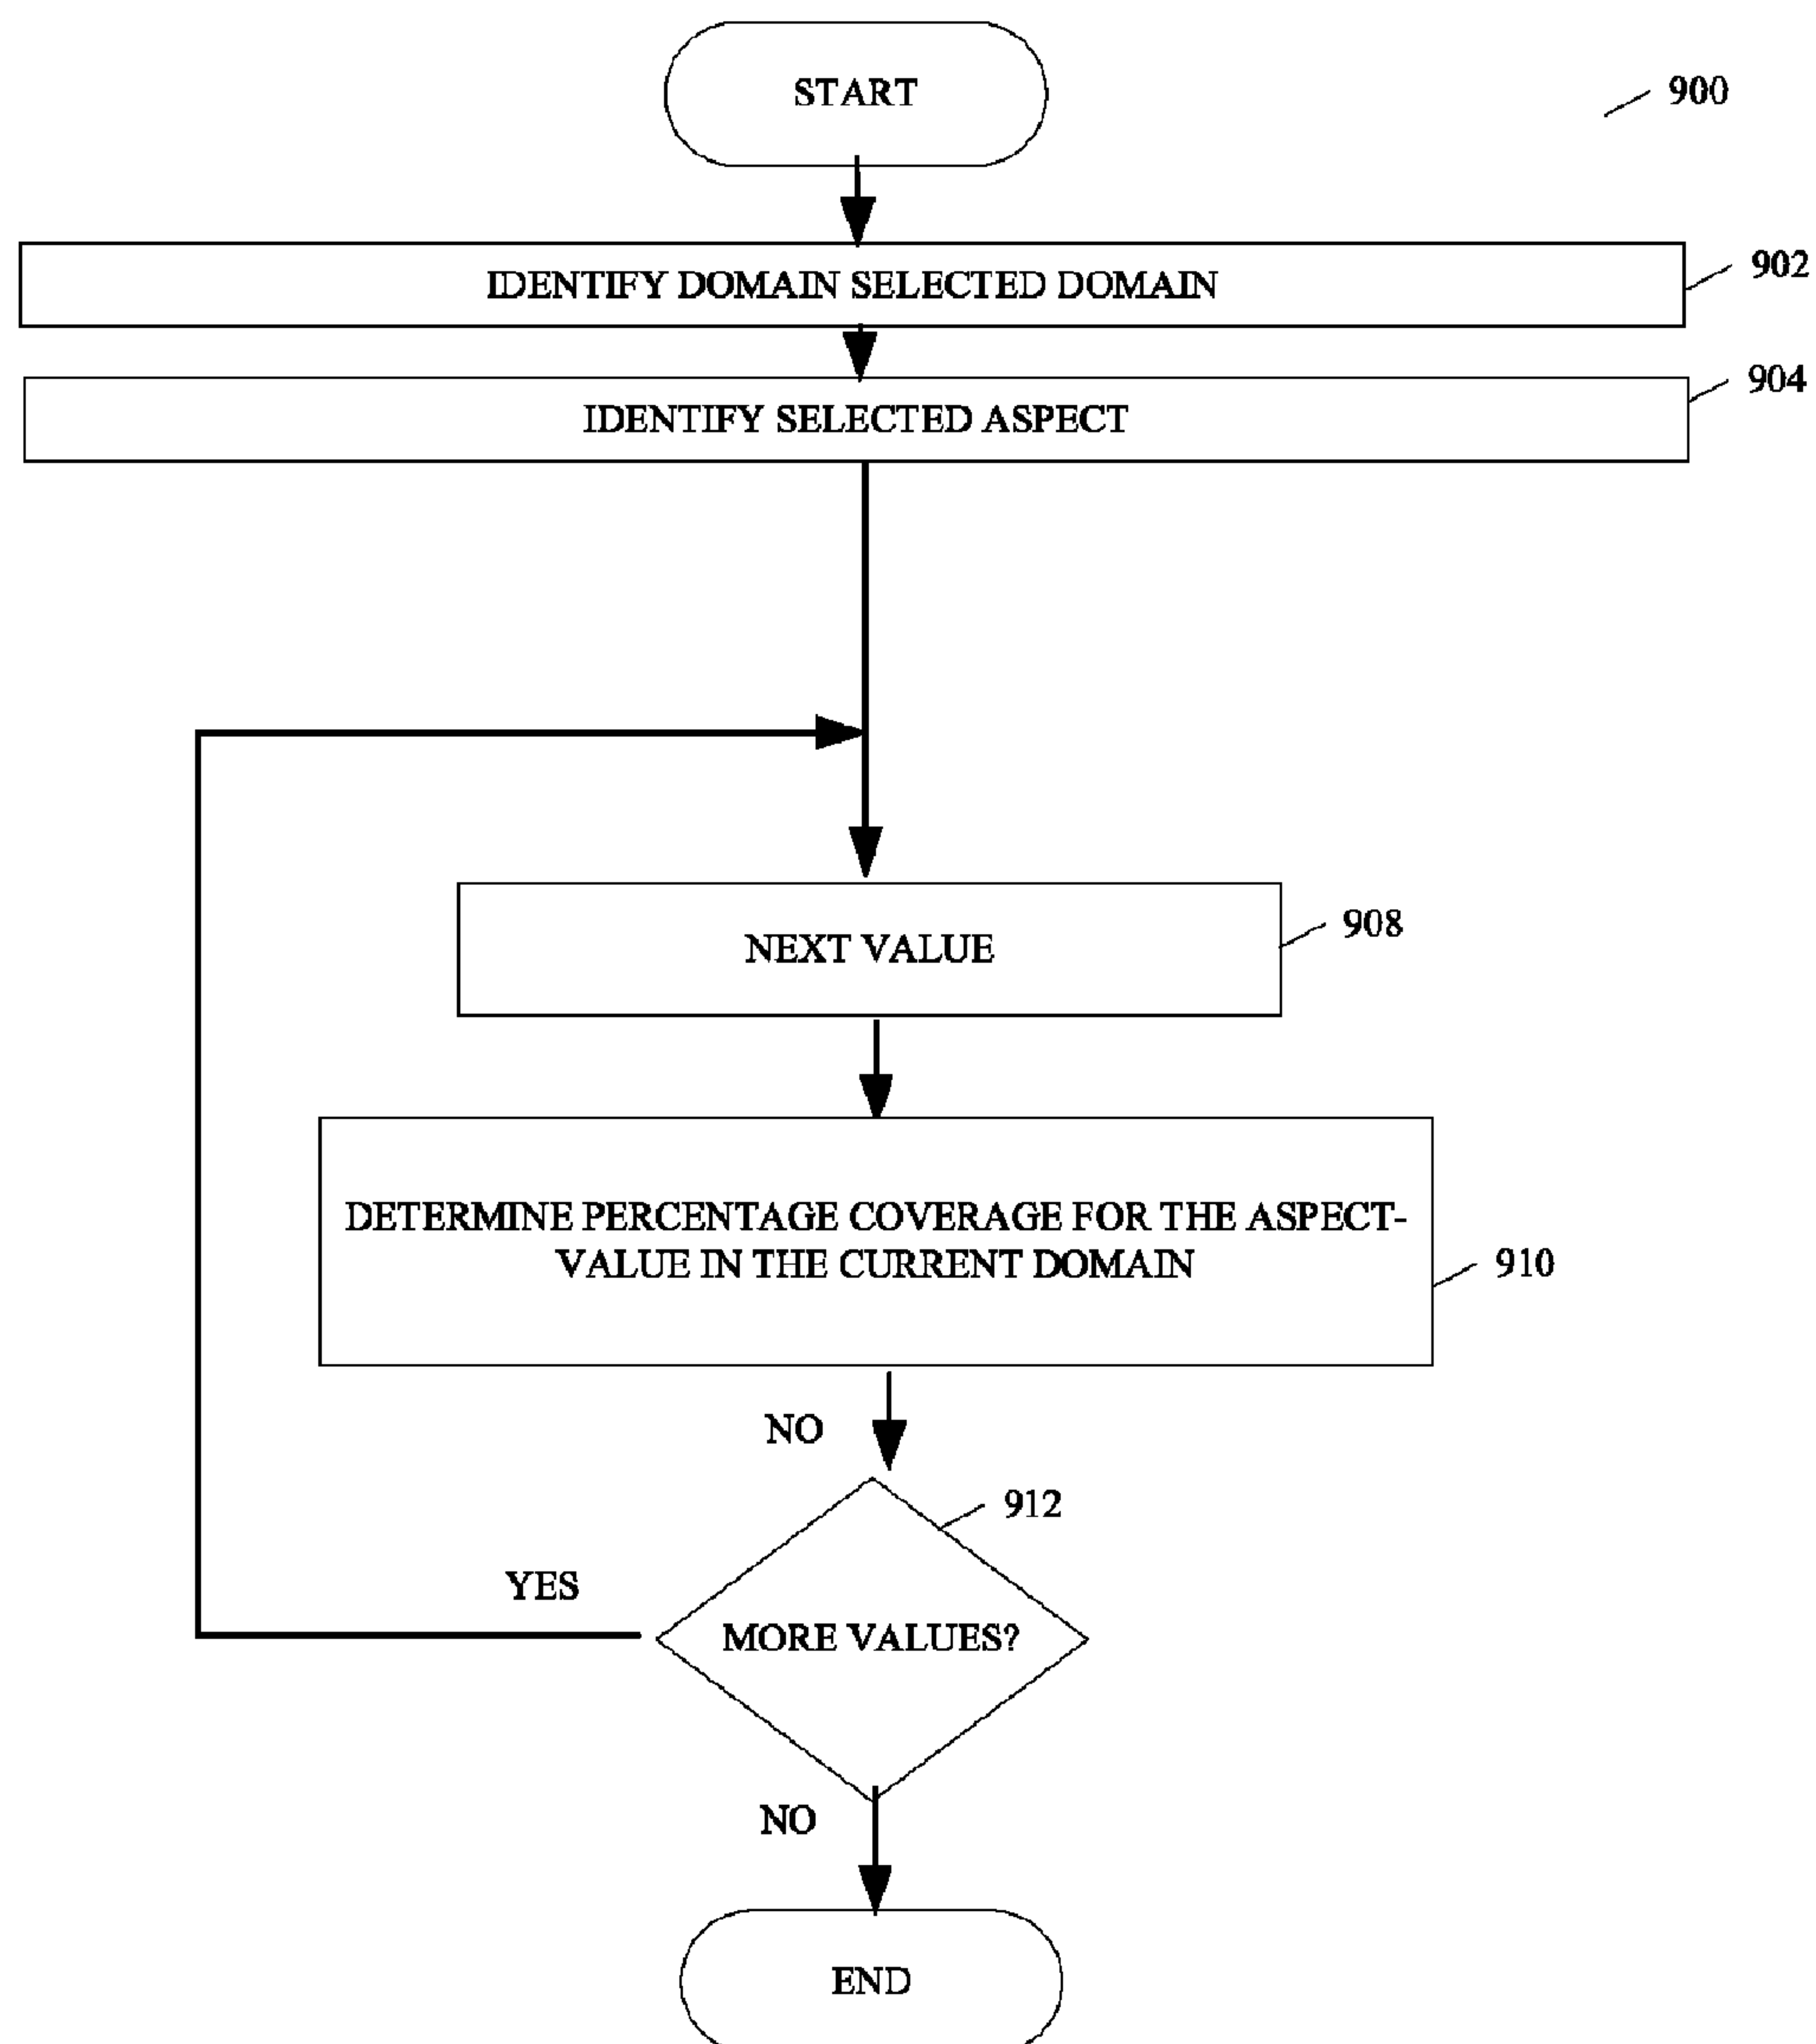 START
900
IDENTIFY DOMAIN SELECTED DOMAIN
902
IDENTIFY SELECTED ASPECT
904
NEXT VALUE
908
DETERMINE PERCENTAGE COVERAGE FOR THE ASPECT-
VALUE IN THE CURRENT DOMAIN
910
NO
912
YES
MORE VALUES?
NO
END